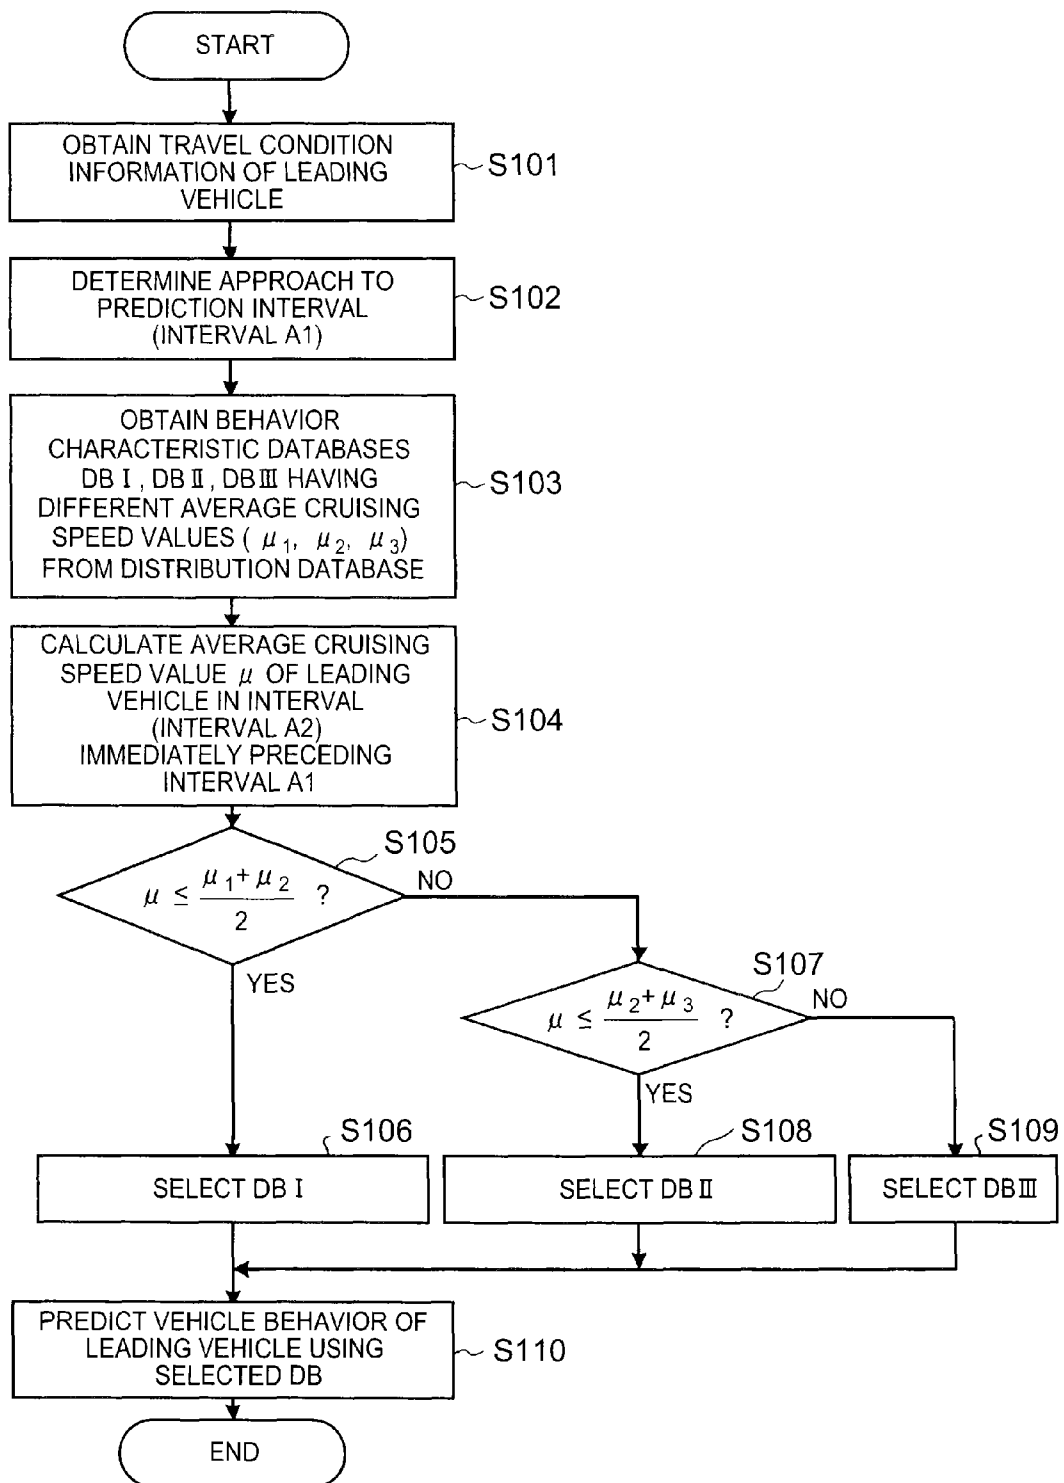 START
OBTAIN TRAVEL CONDITION
INFORMATION OF LEADING
VEHICLE
S101
DETERMINE APPROACH TO
PREDICTION INTERVAL
(INTERVAL A1)
S102
OBTAIN BEHAVIOR
CHARACTERISTIC DATABASES
DB Ⅰ, DB Ⅱ, DBⅢ HAVING
DIFFERENT AVERAGE CRUISING
SPEED VALUES ( μ₁, μ₂, μ₃)
FROM DISTRIBUTION DATABASE
S103
CALCULATE AVERAGE CRUISING
SPEED VALUE μ OF LEADING
VEHICLE IN INTERVAL
(INTERVAL A2)
IMMEDIATELY PRECEDING
INTERVAL A1
S104
S105
μ ≤ (μ₁+μ₂)/2 ?
NO
YES
S107
μ ≤ (μ₂+μ₃)/2 ?
NO
YES
S106
SELECT DB Ⅰ
S108
SELECT DB Ⅱ
S109
SELECT DBⅢ
PREDICT VEHICLE BEHAVIOR OF
LEADING VEHICLE USING
SELECTED DB
S110
END